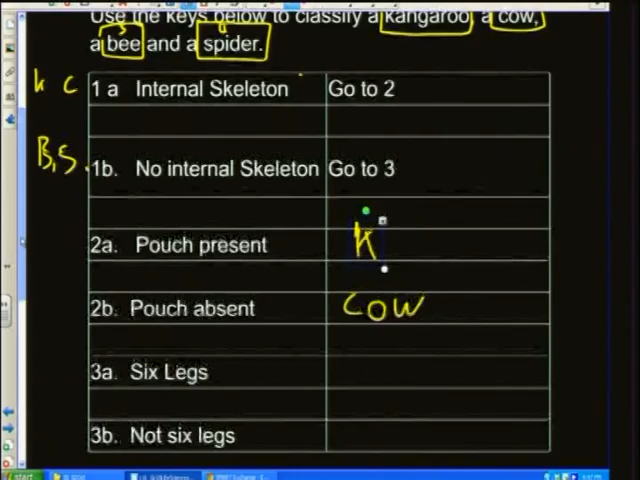 Use the keys below to classify a kangaroo, a cow,
3
a bee and a spider.
k c 1 a Internal Skeleton Go to 2
B, S. 1b. No internal Skeleton Go to 3
2a. Pouch present K
2b. Pouch absent cow
3a. Six Legs
3b. Not six legs
start